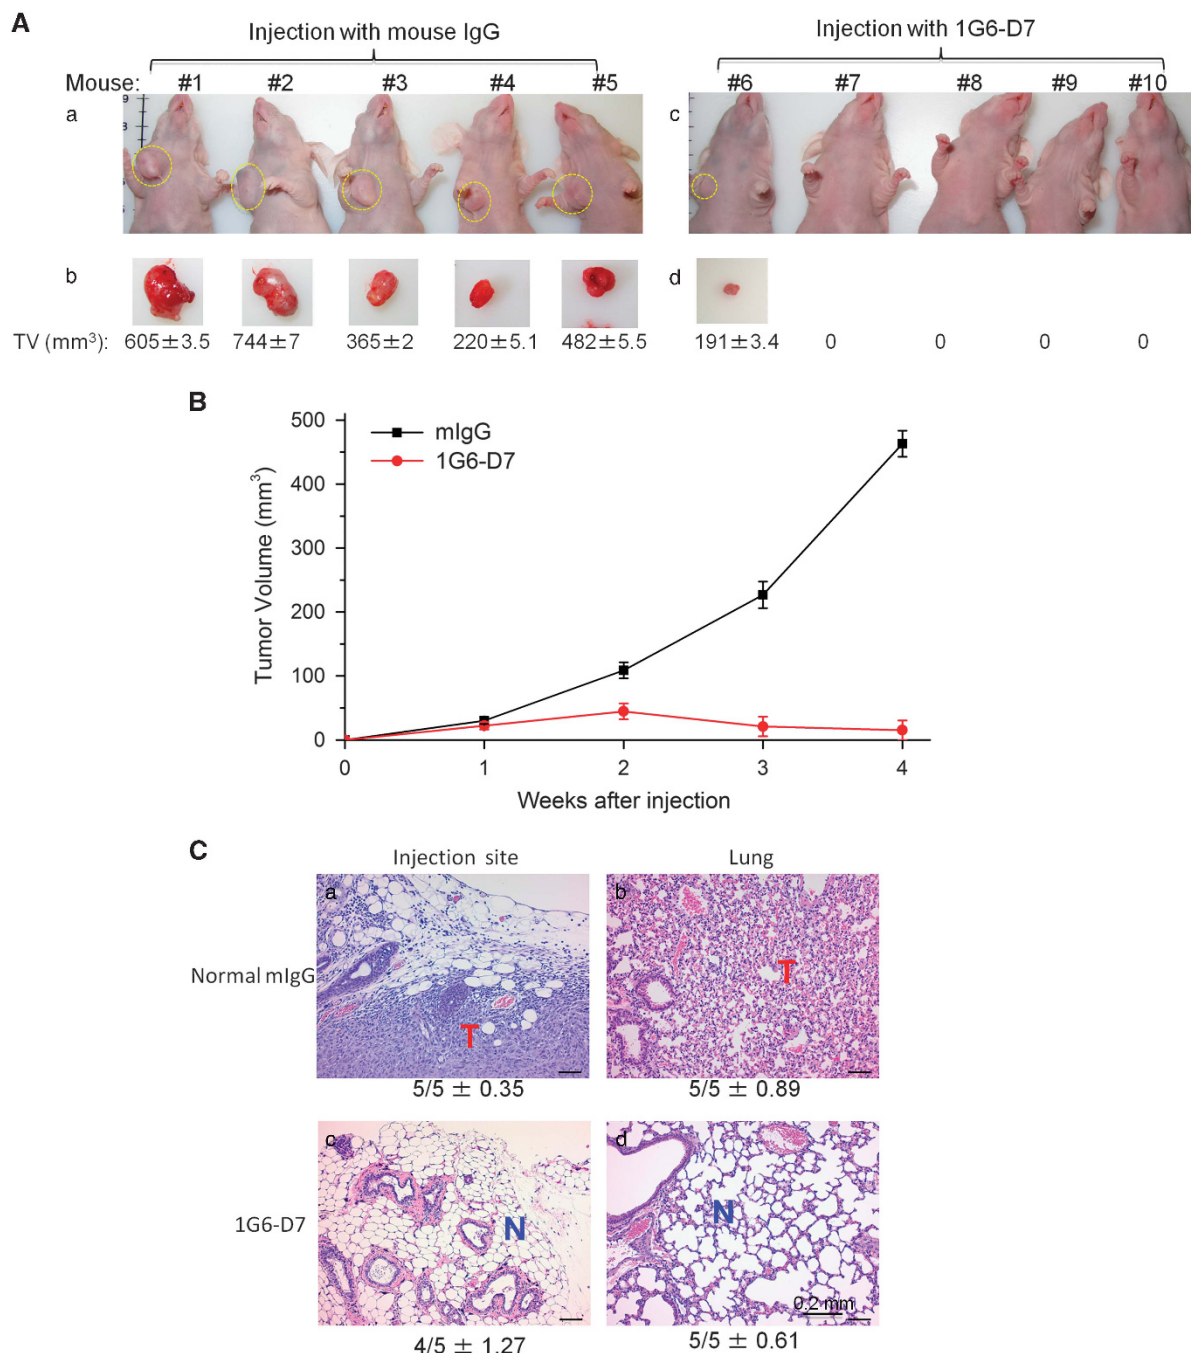 A
Injection with mouse IgG
Injection with 1G6-D7
Mouse: #1 #2 #3 #4 #5 #6 #7 #8 #9 #10
a
c
b
d
TV (mm³): 605±3.5 744±7 365±2 220±5.1 482±5.5 191±3.4 0 0 0 0
B
500
400
300
200
100
0
Tumor Volume (mm³)
mIgG
1G6-D7
0 1 2 3 4
Weeks after injection
C
Injection site Lung
a b
Normal mIgG
T T
5/5 ± 0.35 5/5 ± 0.89
c d
1G6-D7
N N
0.2 mm
4/5 ± 1.27 5/5 ± 0.61